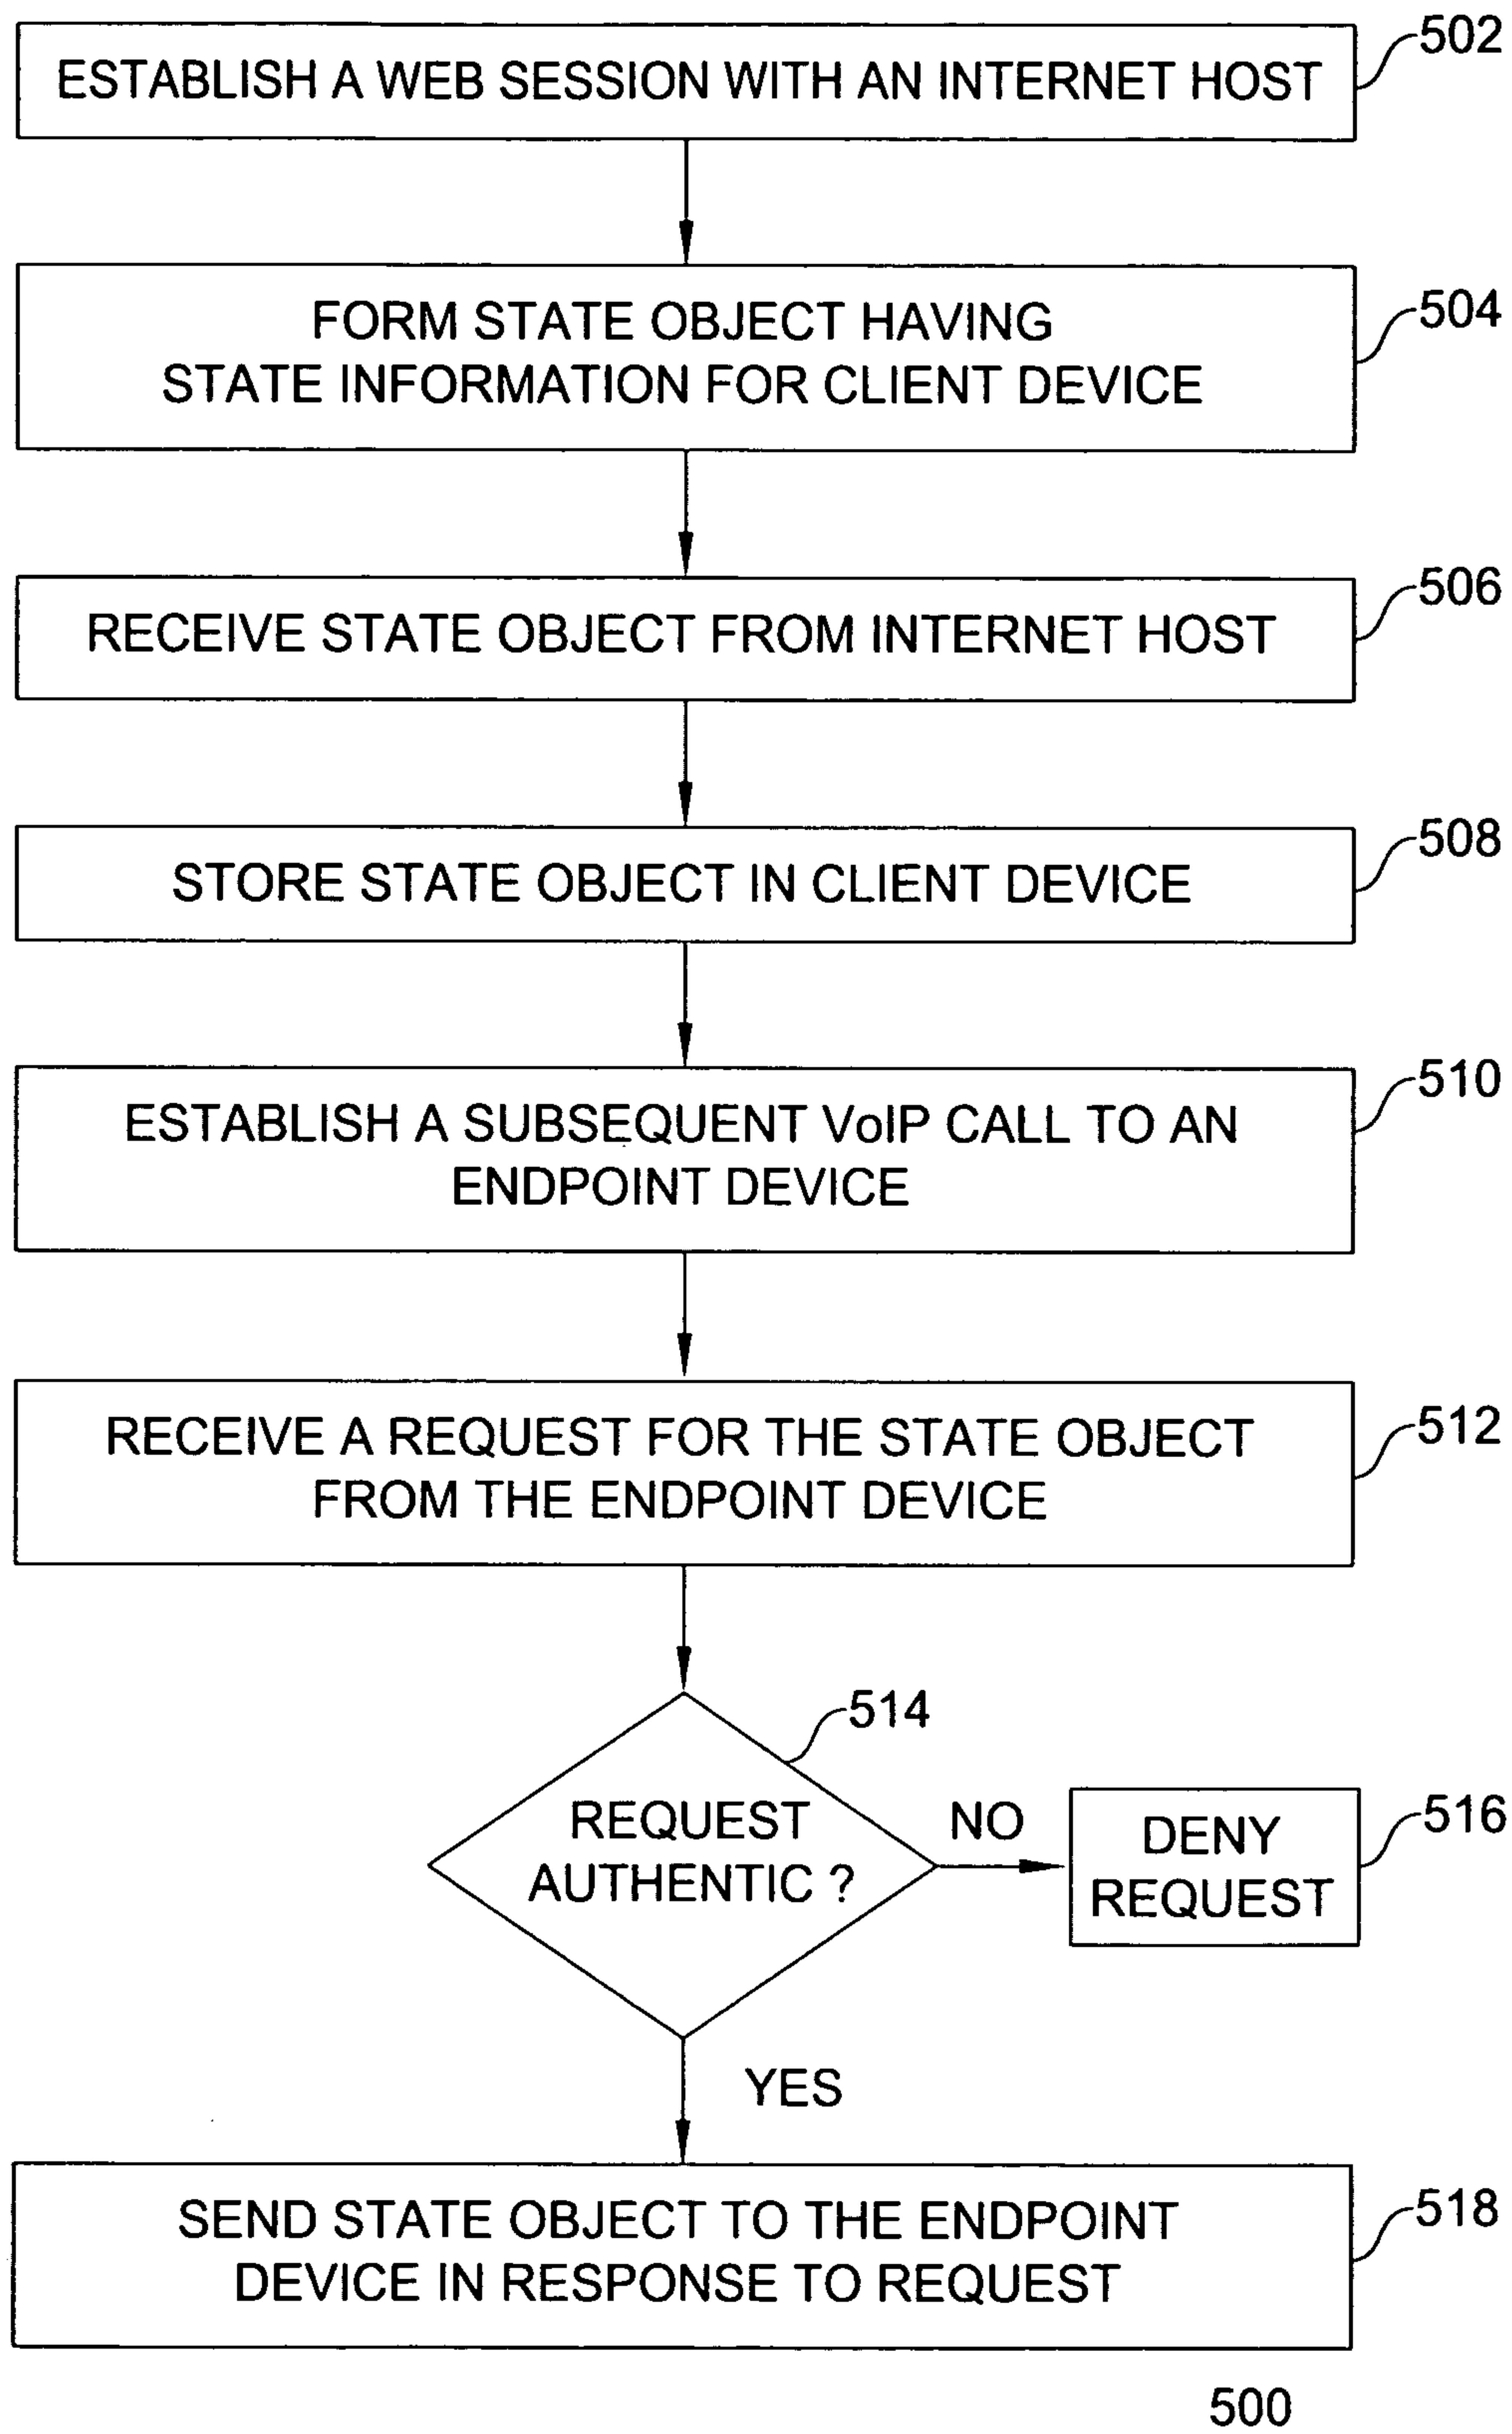 502
ESTABLISH A WEB SESSION WITH AN INTERNET HOST
504
FORM STATE OBJECT HAVING
STATE INFORMATION FOR CLIENT DEVICE
506
RECEIVE STATE OBJECT FROM INTERNET HOST
508
STORE STATE OBJECT IN CLIENT DEVICE
510
ESTABLISH A SUBSEQUENT VoIP CALL TO AN
ENDPOINT DEVICE
512
RECEIVE A REQUEST FOR THE STATE OBJECT
FROM THE ENDPOINT DEVICE
514
REQUEST
AUTHENTIC ?
NO
516
DENY
REQUEST
YES
518
SEND STATE OBJECT TO THE ENDPOINT
DEVICE IN RESPONSE TO REQUEST
500